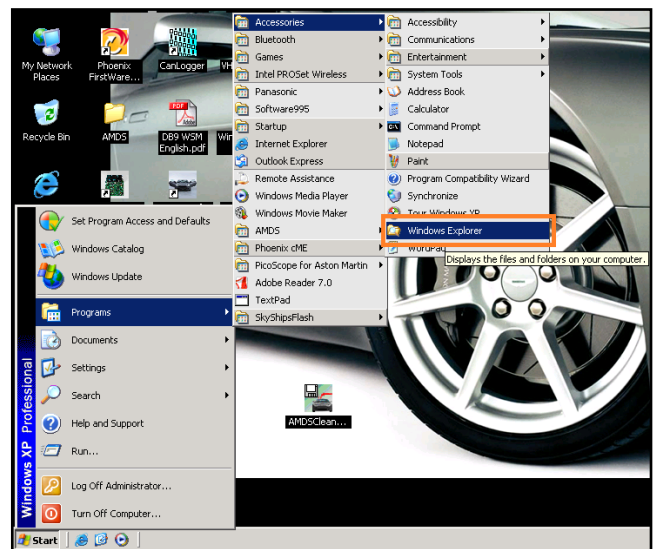 My Network
Places
Phoenix
FirstWare...
CanLogger
VH
Recycle Bin
AMDS
DB9 WSM
English.pdf
Win
Set Program Access and Defaults
Windows Catalog
Windows Update
Programs
Documents
Settings
Search
Help and Support
Run...
Log Off Administrator...
Turn Off Computer...
Windows XP Professional
Start
Accessories
Bluetooth
Games
Intel PROSet Wireless
Panasonic
Software995
Startup
Internet Explorer
Outlook Express
Remote Assistance
Windows Media Player
Windows Movie Maker
AMDS
Phoenix cME
PicoScope for Aston Martin
Adobe Reader 7.0
TextPad
SkyShipsFlash
Accessibility
Communications
Entertainment
System Tools
Address Book
Calculator
Command Prompt
Notepad
Paint
Program Compatibility Wizard
Synchronize
Tour Windows XP
Windows Explorer
WordPad
Displays the files and folders on your computer.
AMDSClean...